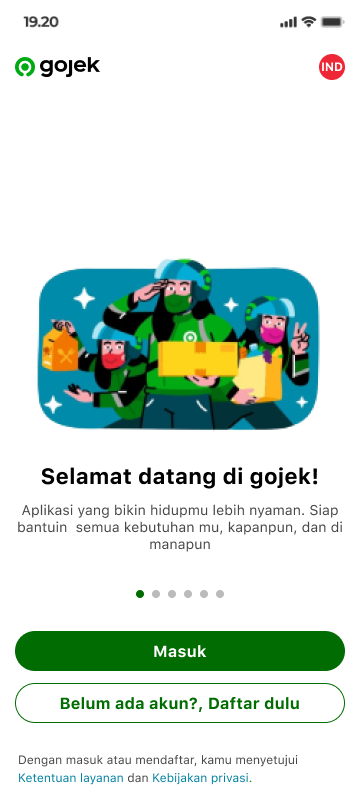 19.20
gojek
IND
Selamat datang di gojek!
Aplikasi yang bikin hidupmu lebih nyaman. Siap
bantuin  semua kebutuhan mu, kapanpun, dan di
manapun
Masuk
Belum ada akun?, Daftar dulu
Dengan masuk atau mendaftar, kamu menyetujui
Ketentuan layanan dan Kebijakan privasi.